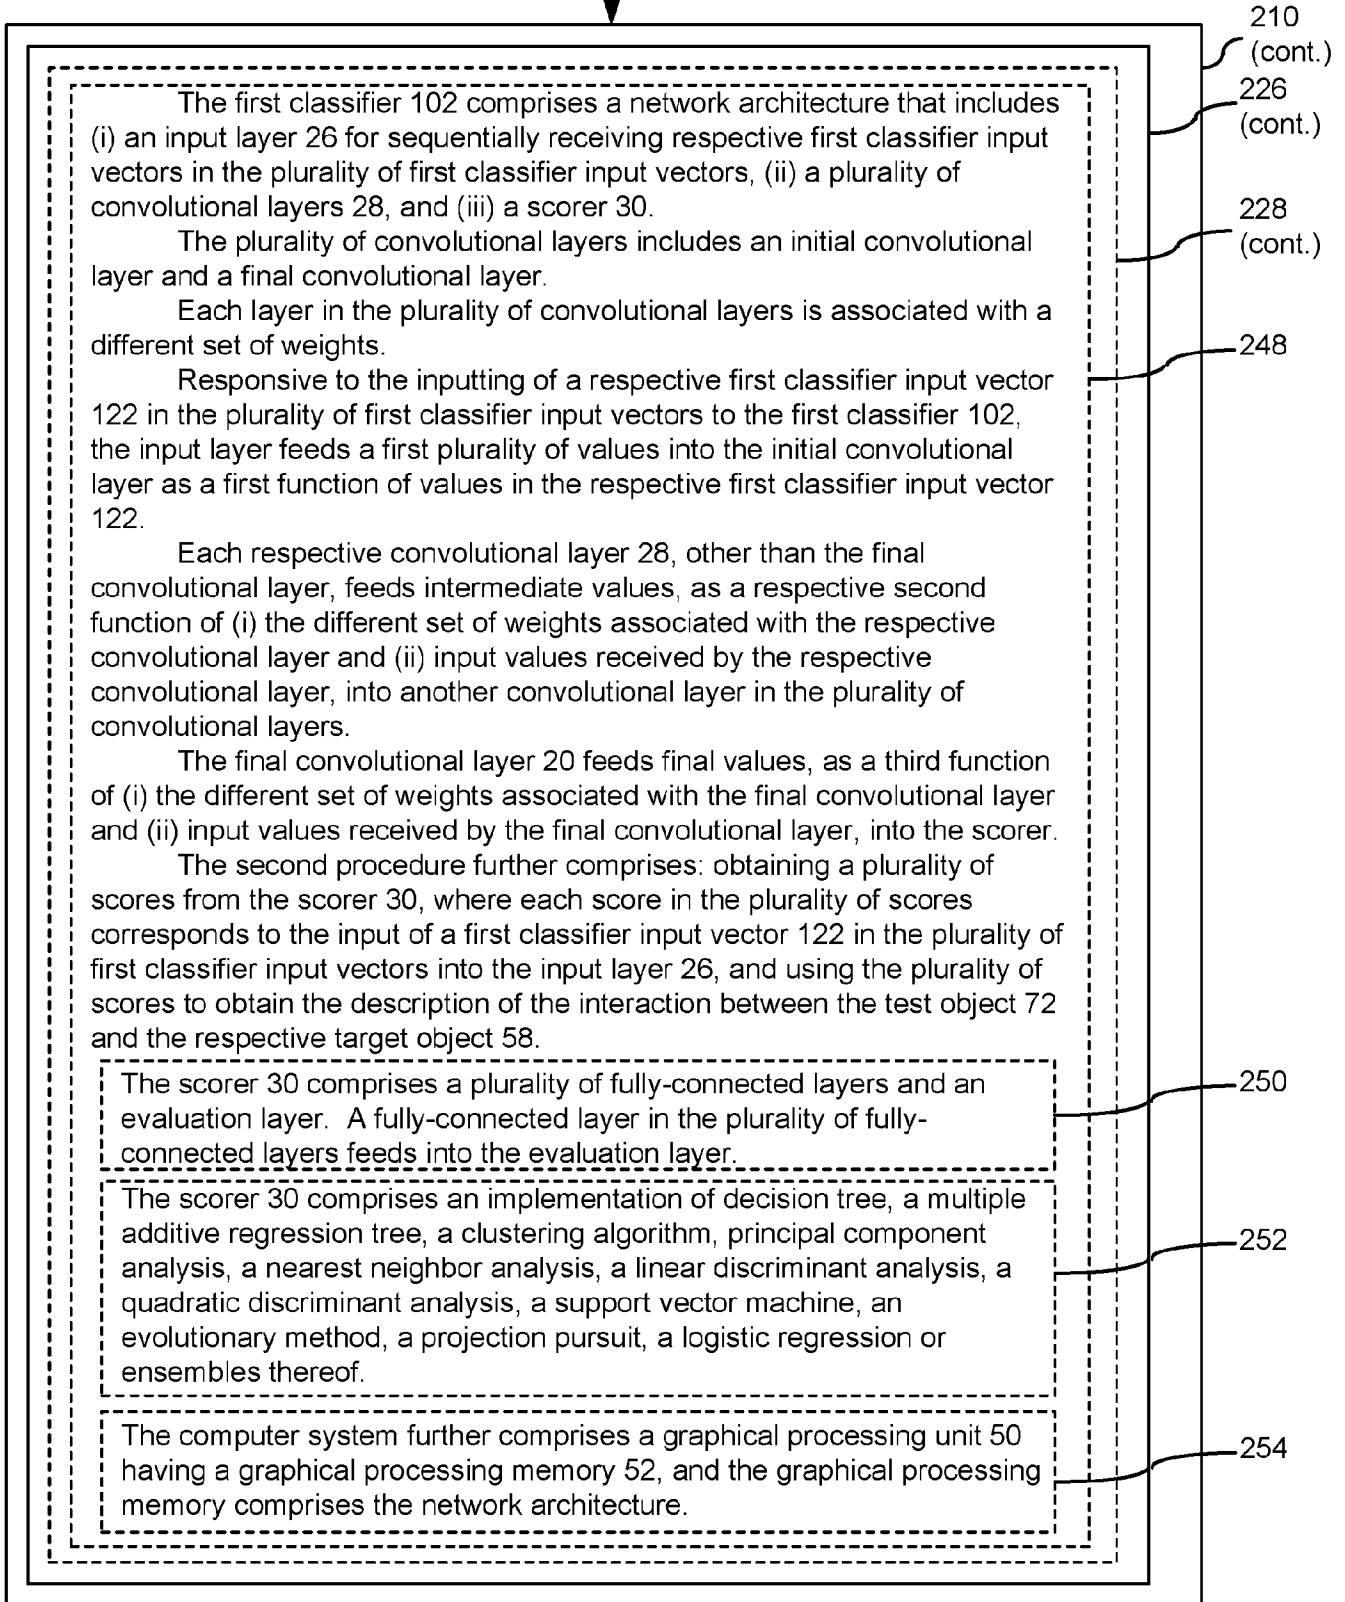 210
(cont.)
226
(cont.)
228
(cont.)
248
The first classifier 102 comprises a network architecture that includes
(i) an input layer 26 for sequentially receiving respective first classifier input
vectors in the plurality of first classifier input vectors, (ii) a plurality of
convolutional layers 28, and (iii) a scorer 30.
The plurality of convolutional layers includes an initial convolutional
layer and a final convolutional layer.
Each layer in the plurality of convolutional layers is associated with a
different set of weights.
Responsive to the inputting of a respective first classifier input vector
122 in the plurality of first classifier input vectors to the first classifier 102,
the input layer feeds a first plurality of values into the initial convolutional
layer as a first function of values in the respective first classifier input vector
122.
Each respective convolutional layer 28, other than the final
convolutional layer, feeds intermediate values, as a respective second
function of (i) the different set of weights associated with the respective
convolutional layer and (ii) input values received by the respective
convolutional layer, into another convolutional layer in the plurality of
convolutional layers.
The final convolutional layer 20 feeds final values, as a third function
of (i) the different set of weights associated with the final convolutional layer
and (ii) input values received by the final convolutional layer, into the scorer.
The second procedure further comprises: obtaining a plurality of
scores from the scorer 30, where each score in the plurality of scores
corresponds to the input of a first classifier input vector 122 in the plurality of
first classifier input vectors into the input layer 26, and using the plurality of
scores to obtain the description of the interaction between the test object 72
and the respective target object 58.
The scorer 30 comprises a plurality of fully-connected layers and an
evaluation layer.  A fully-connected layer in the plurality of fully-
connected layers feeds into the evaluation layer.
250
The scorer 30 comprises an implementation of decision tree, a multiple
additive regression tree, a clustering algorithm, principal component
analysis, a nearest neighbor analysis, a linear discriminant analysis, a
quadratic discriminant analysis, a support vector machine, an
evolutionary method, a projection pursuit, a logistic regression or
ensembles thereof.
252
The computer system further comprises a graphical processing unit 50
having a graphical processing memory 52, and the graphical processing
memory comprises the network architecture.
254